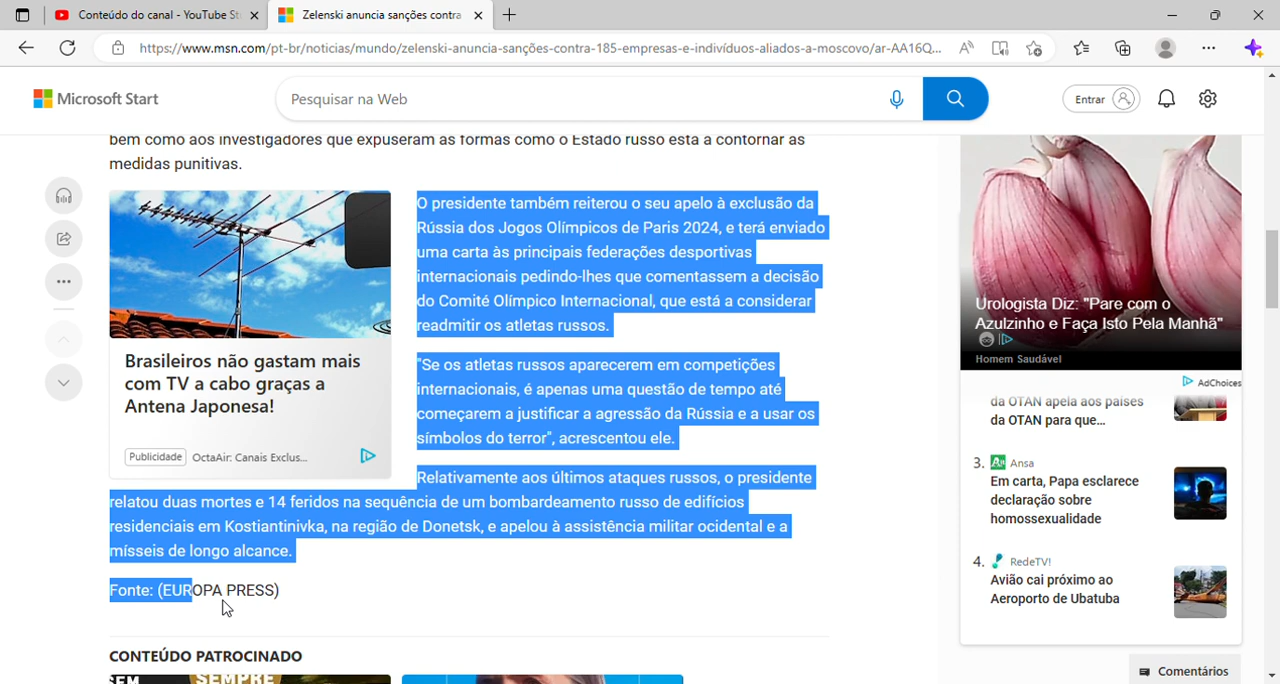 Conteúdo do canal - YouTube St
Zelenski anuncia sanções contra
https://www.msn.com/pt-br/noticias/mundo/zelenski-anuncia-sanções-contra-185-empresas-e-indivíduos-aliados-a-moscovo/ar-AA16Q...
Microsoft Start
Pesquisar na Web
Entrar
bem como aos investigadores que expuseram as formas como o Estado russo está a contornar as
medidas punitivas.
O presidente também reiterou o seu apelo à exclusão da
Rússia dos Jogos Olímpicos de Paris 2024, e terá enviado
uma carta às principais federações desportivas
internacionais pedindo-lhes que comentassem a decisão
do Comité Olímpico Internacional, que está a considerar
readmitir os atletas russos.
"Se os atletas russos aparecerem em competições
internacionais, é apenas uma questão de tempo até
começarem a justificar a agressão da Rússia e a usar os
símbolos do terror", acrescentou ele.
Relativamente aos últimos ataques russos, o presidente
relatou duas mortes e 14 feridos na sequência de um bombardeamento russo de edifícios
residenciais em Kostiantinivka, na região de Donetsk, e apelou à assistência militar ocidental e a
mísseis de longo alcance.
Fonte: (EUROPA PRESS)
Brasileiros não gastam mais
com TV a cabo graças a
Antena Japonesa!
Publicidade OctaAir: Canais Exclus...
CONTEÚDO PATROCINADO
SEM
SEMPRE
Urologista Diz: "Pare com o
Azulzinho e Faça Isto Pela Manhã"
Homem Saudável
AdChoices
da OTAN apela aos países
da OTAN para que...
3. Ansa
Em carta, Papa esclarece
declaração sobre
homossexualidade
4. RedeTV!
Avião cai próximo ao
Aeroporto de Ubatuba
Comentários